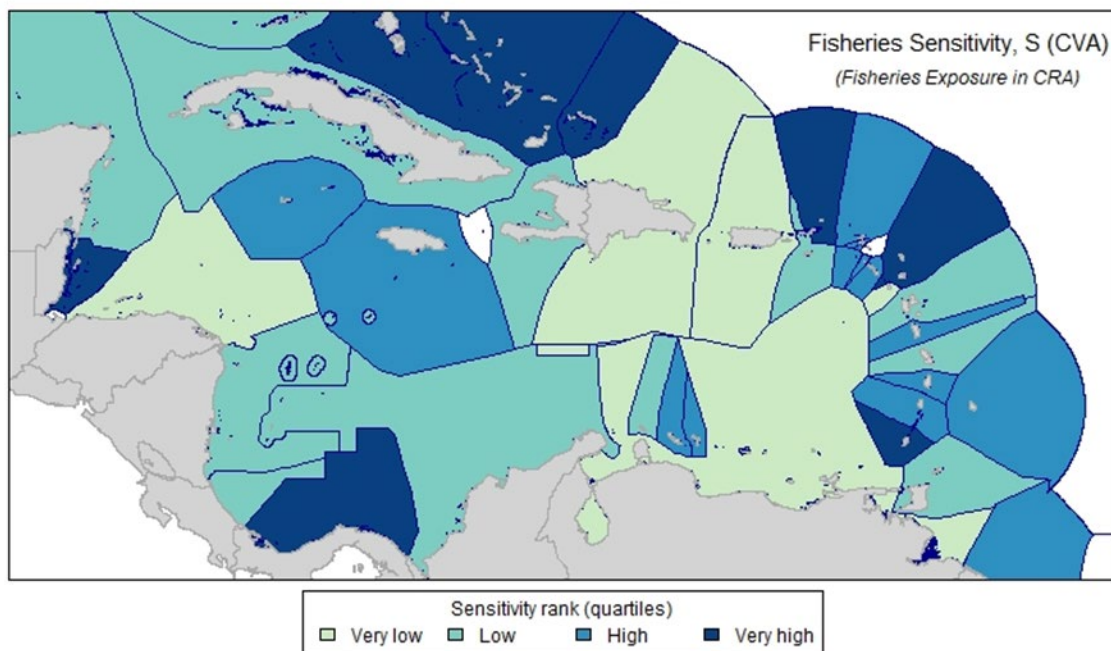 Fisheries Sensitivity, S (CVA)
(Fisheries Exposure in CRA)
Sensitivity rank (quartiles)
Very low Low High Very high